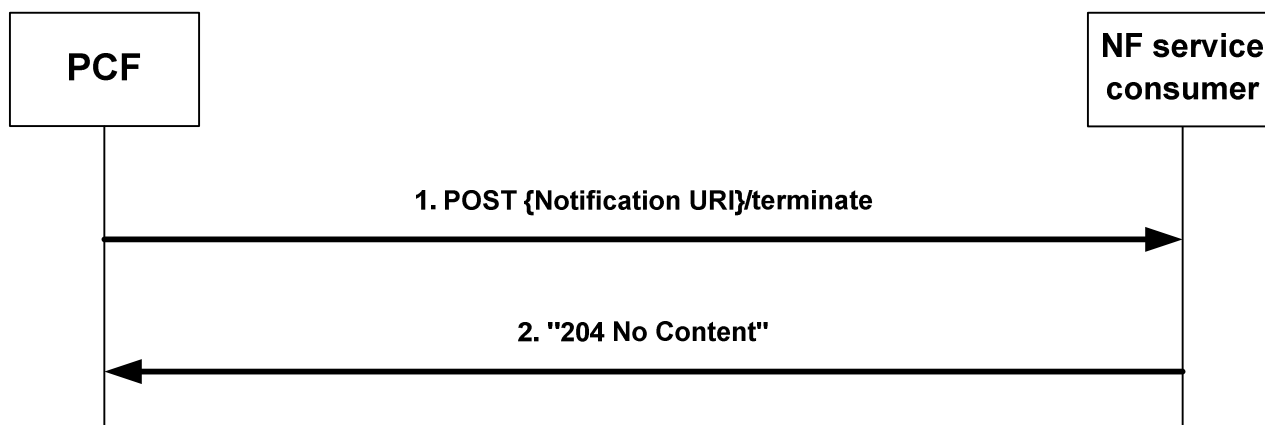 PCF
NF service
consumer
1. POST {Notification URI}/terminate
2. "204 No Content"